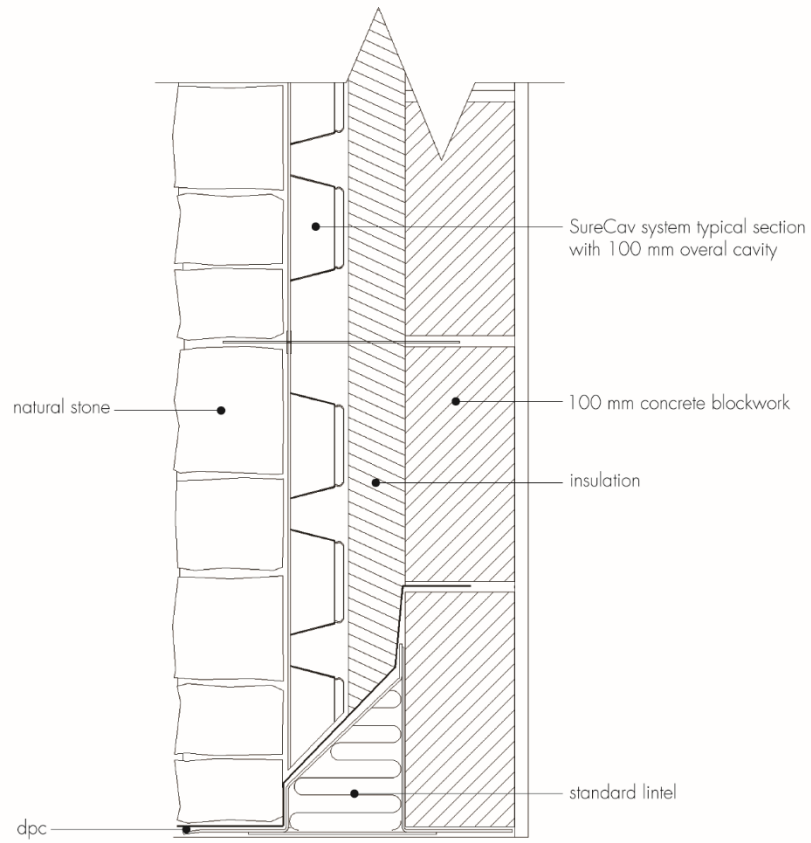 SureCav system typical section
with 100 mm overal cavity
natural stone
100 mm concrete blockwork
insulation
standard lintel
dpc